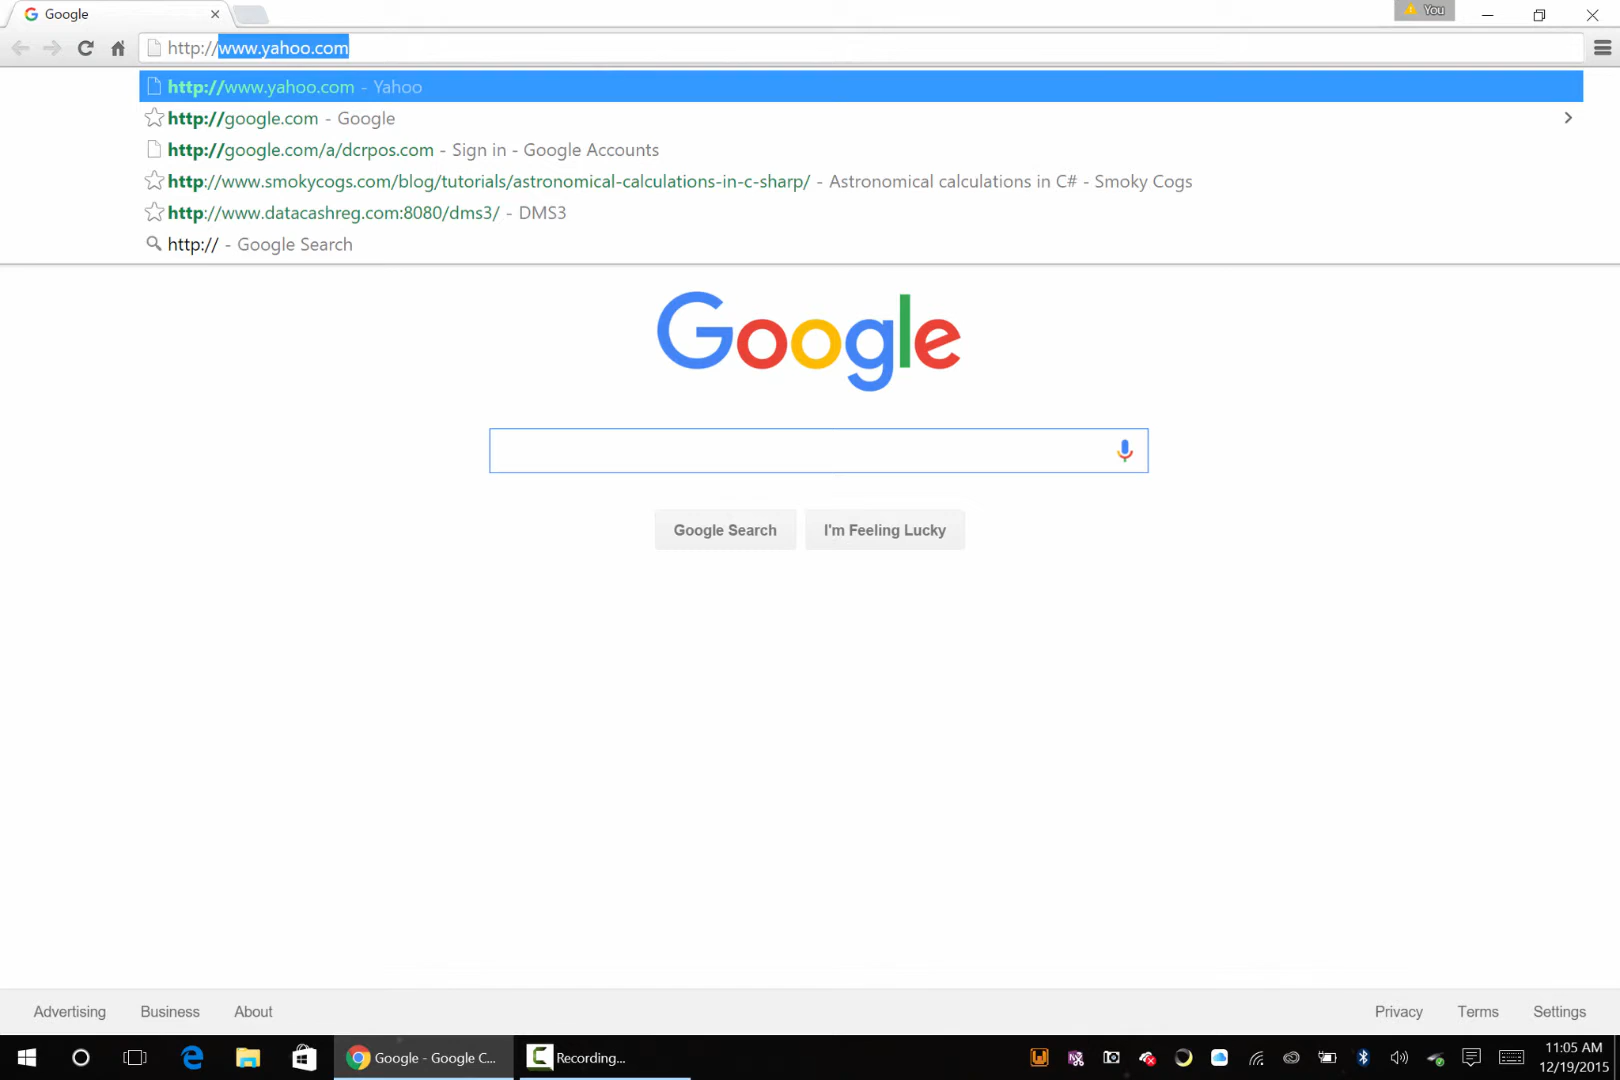 Google
You
http://www.yahoo.com
http://www.yahoo.com - Yahoo
http://google.com - Google
http://google.com/a/dcrpos.com - Sign in - Google Accounts
http://www.smokycogs.com/blog/tutorials/astronomical-calculations-in-c-sharp/ - Astronomical calculations in C# - Smoky Cogs
http://www.datacashreg.com:8080/dms3/ - DMS3
http:// - Google Search
Google
Google Search I'm Feeling Lucky
Advertising Business About Privacy Terms Settings
Google - Google C... Recording...
11:05 AM
12/19/2015